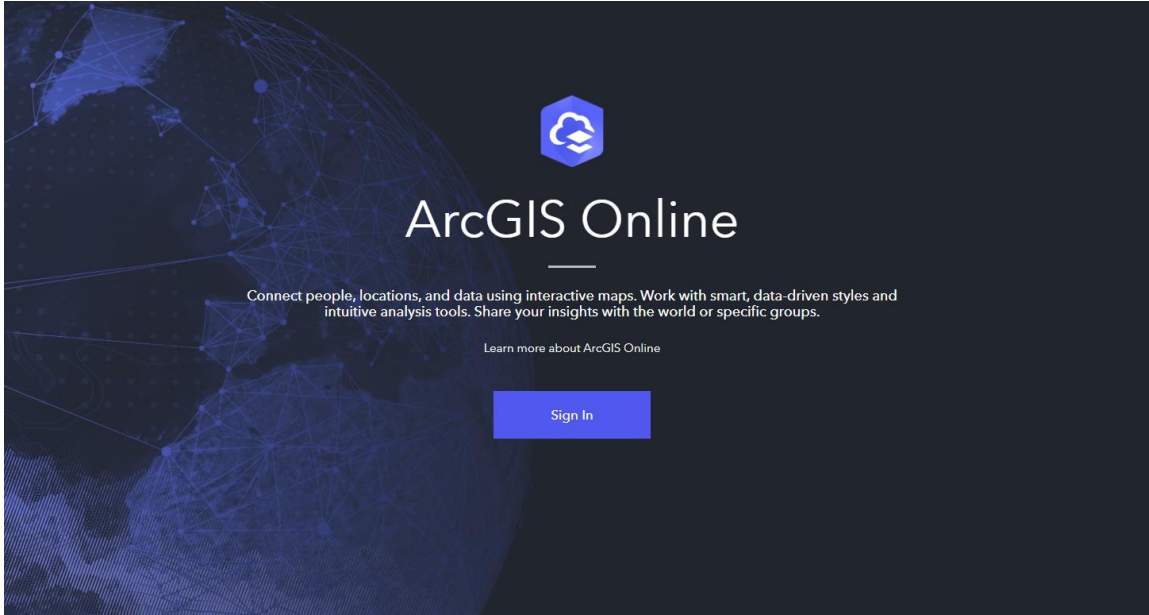 ArcGIS Online
Connect people, locations, and data using interactive maps. Work with smart, data-driven styles and
intuitive analysis tools. Share your insights with the world or specific groups.
Learn more about ArcGIS Online
Sign In